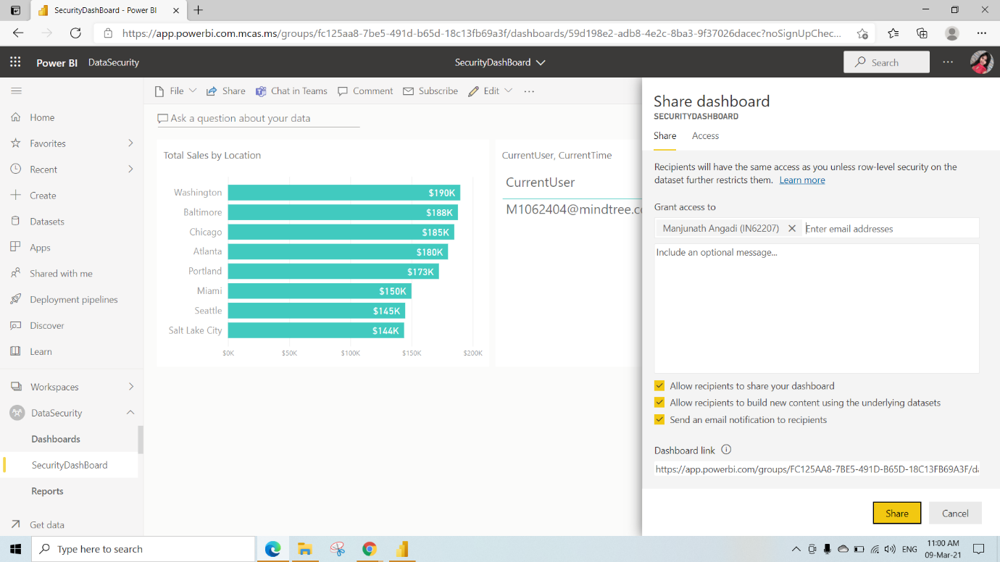 SecurityDashBoard - Power BI
https://app.powerbi.com.mcas.ms/groups/fc125aa8-7be5-491d-b65d-18c13fb69a3f/dashboards/59d198e2-adb8-4e2c-8ba3-9f37026dacec?noSignUpChec...
Power BI DataSecurity
SecurityDashBoard
Search
Home
Favorites
Recent
Create
Datasets
Apps
Shared with me
Deployment pipelines
Discover
Learn
Workspaces
DataSecurity
Dashboards
SecurityDashBoard
Reports
Get data
File Share Chat in Teams Comment Subscribe Edit
Ask a question about your data
Total Sales by Location
Washington $190K
Baltimore $188K
Chicago $185K
Atlanta $180K
Portland $173K
Miami $150K
Seattle $145K
Salt Lake City $144K
$0K $50K $100K $150K $200K
CurrentUser, CurrentTime
CurrentUser
M1062404@mindtree.co
Share dashboard
SECURITYDASHBOARD
Share Access
Recipients will have the same access as you unless row-level security on the
dataset further restricts them. Learn more
Grant access to
Manjunath Angadi (IN62207) Enter email addresses
Include an optional message...
Allow recipients to share your dashboard
Allow recipients to build new content using the underlying datasets
Send an email notification to recipients
Dashboard link
https://app.powerbi.com/groups/FC125AA8-7BE5-491D-B65D-18C13FB69A3F/da
Share Cancel
Type here to search
ENG
11:00 AM
09-Mar-21